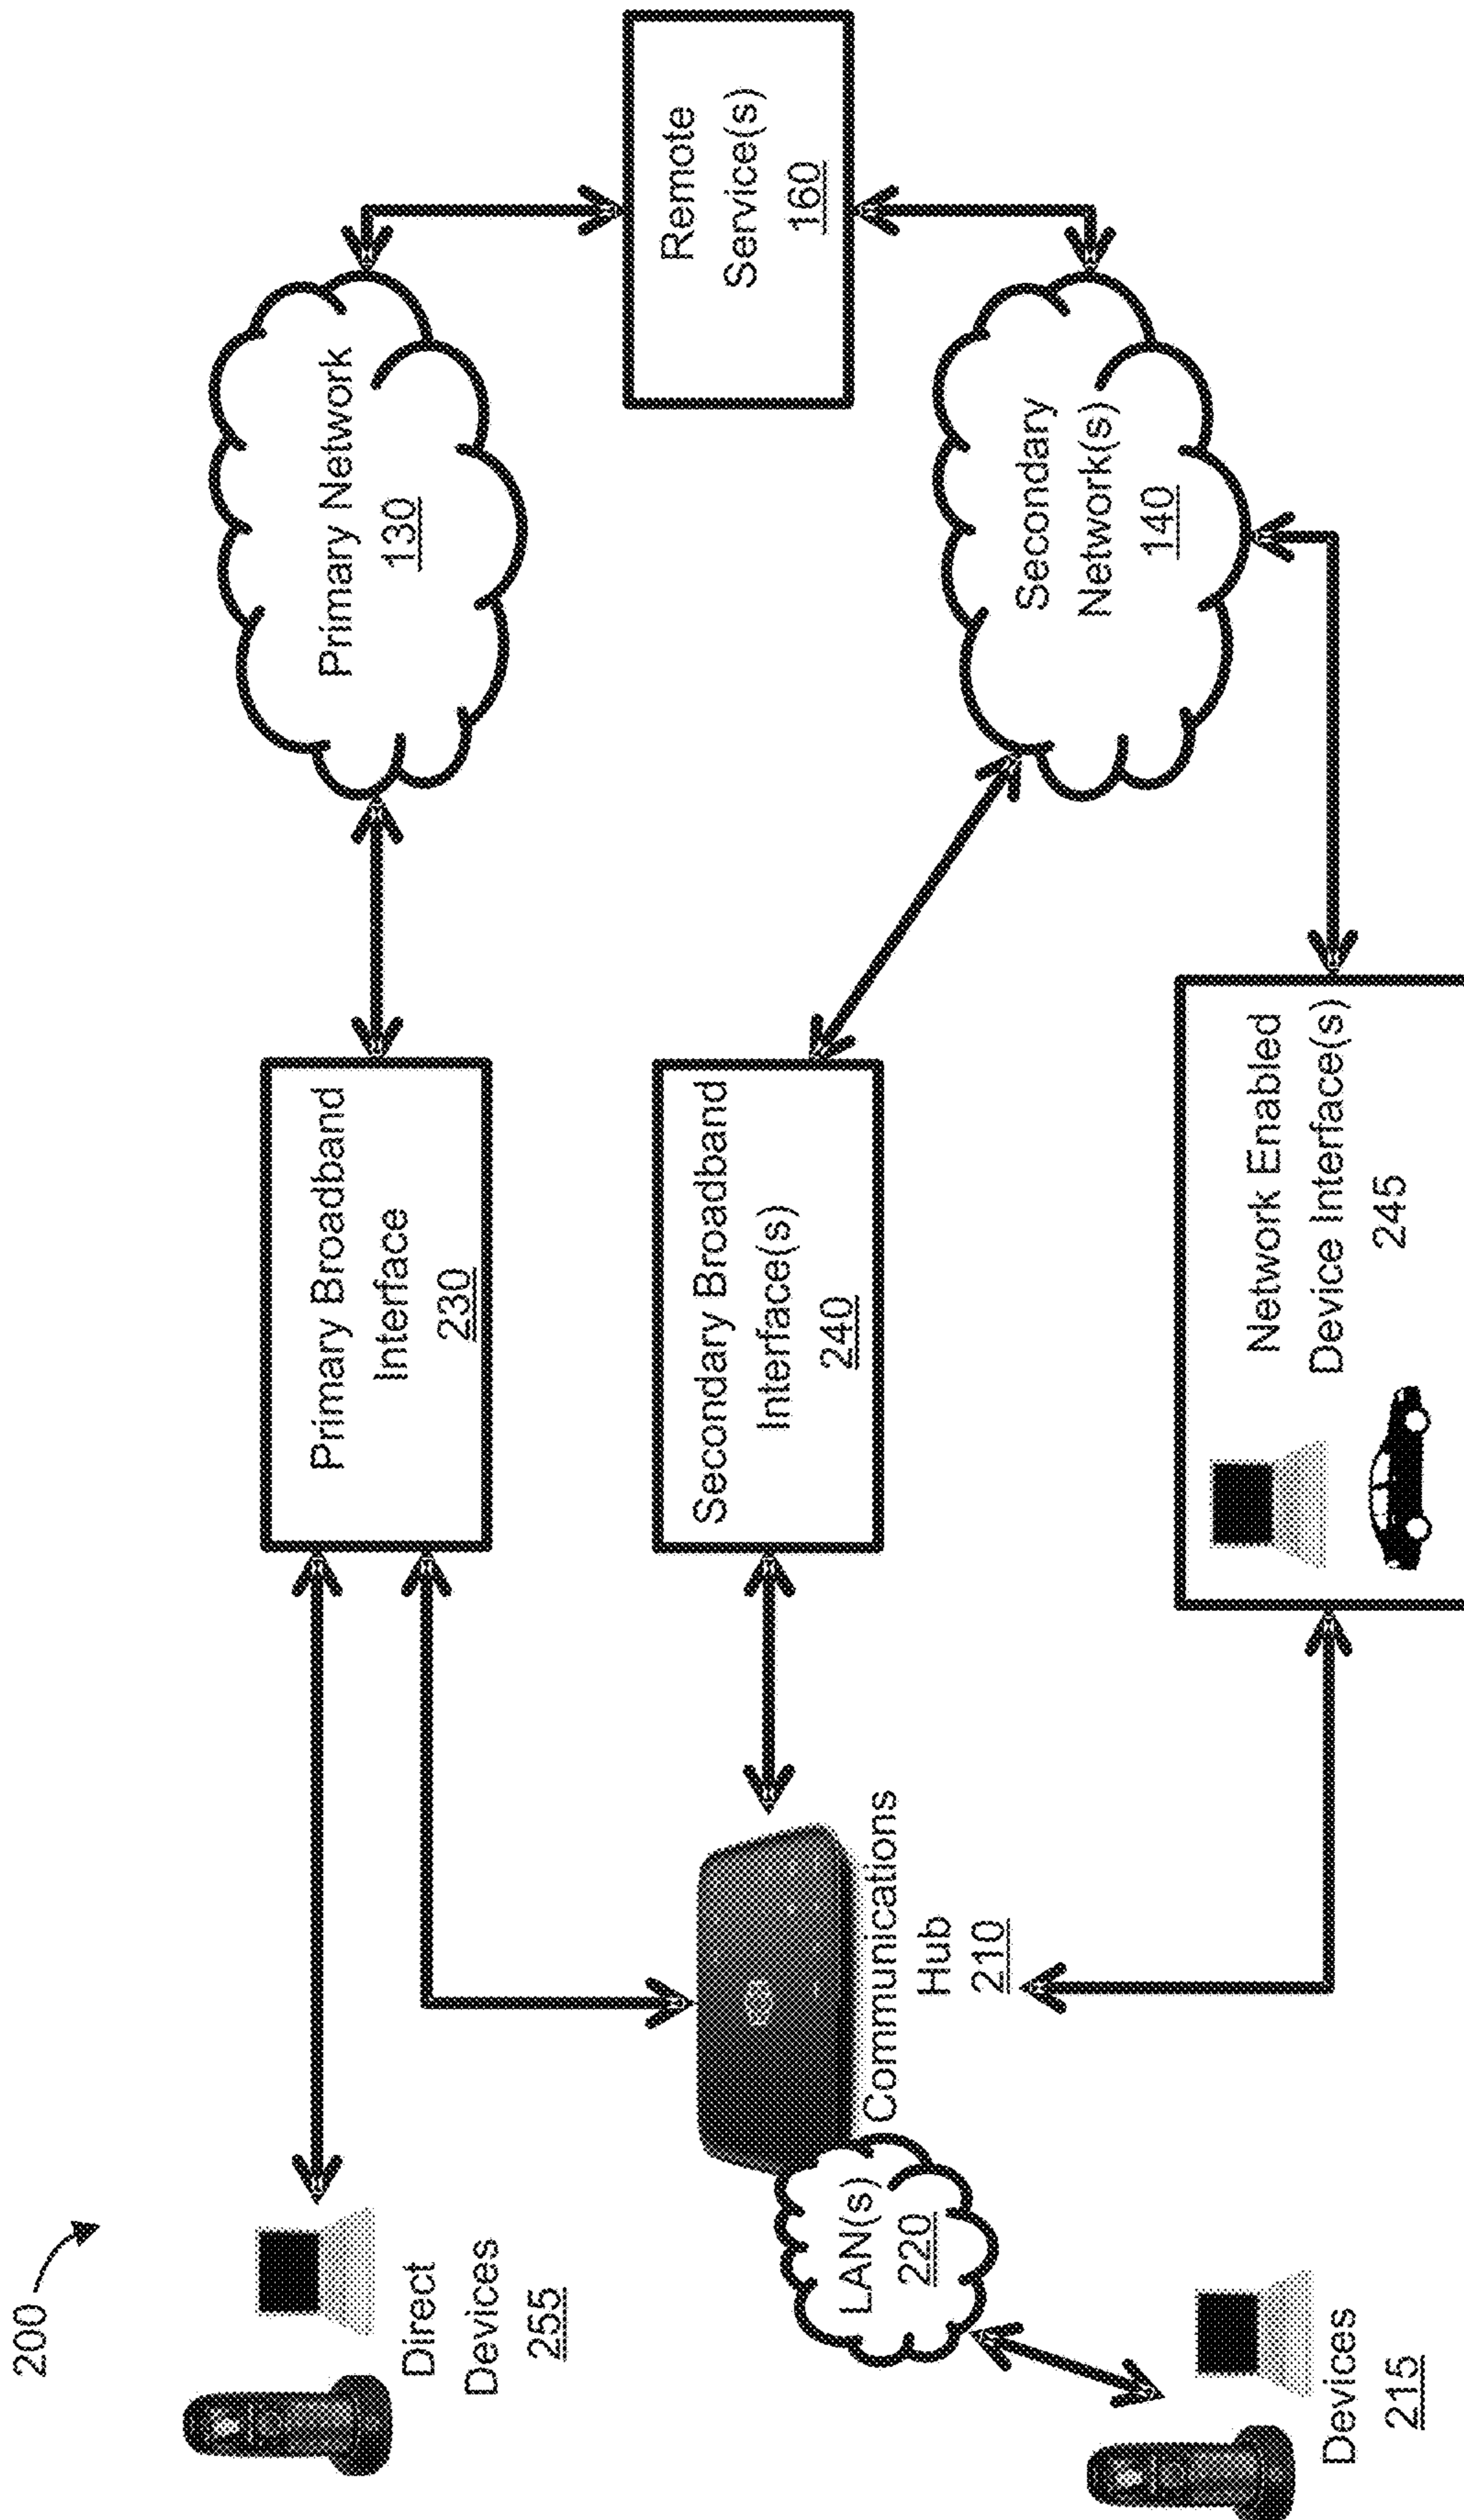 200
Direct
Devices
255
Primary Broadband
Interface
230
Primary Network
130
Remote
Service(s)
160
Secondary Broadband
Interface(s)
240
Secondary
Network(s)
140
Communications
Hub
210
LAN(s)
220
Devices
215
Network Enabled
Device Interface(s)
245